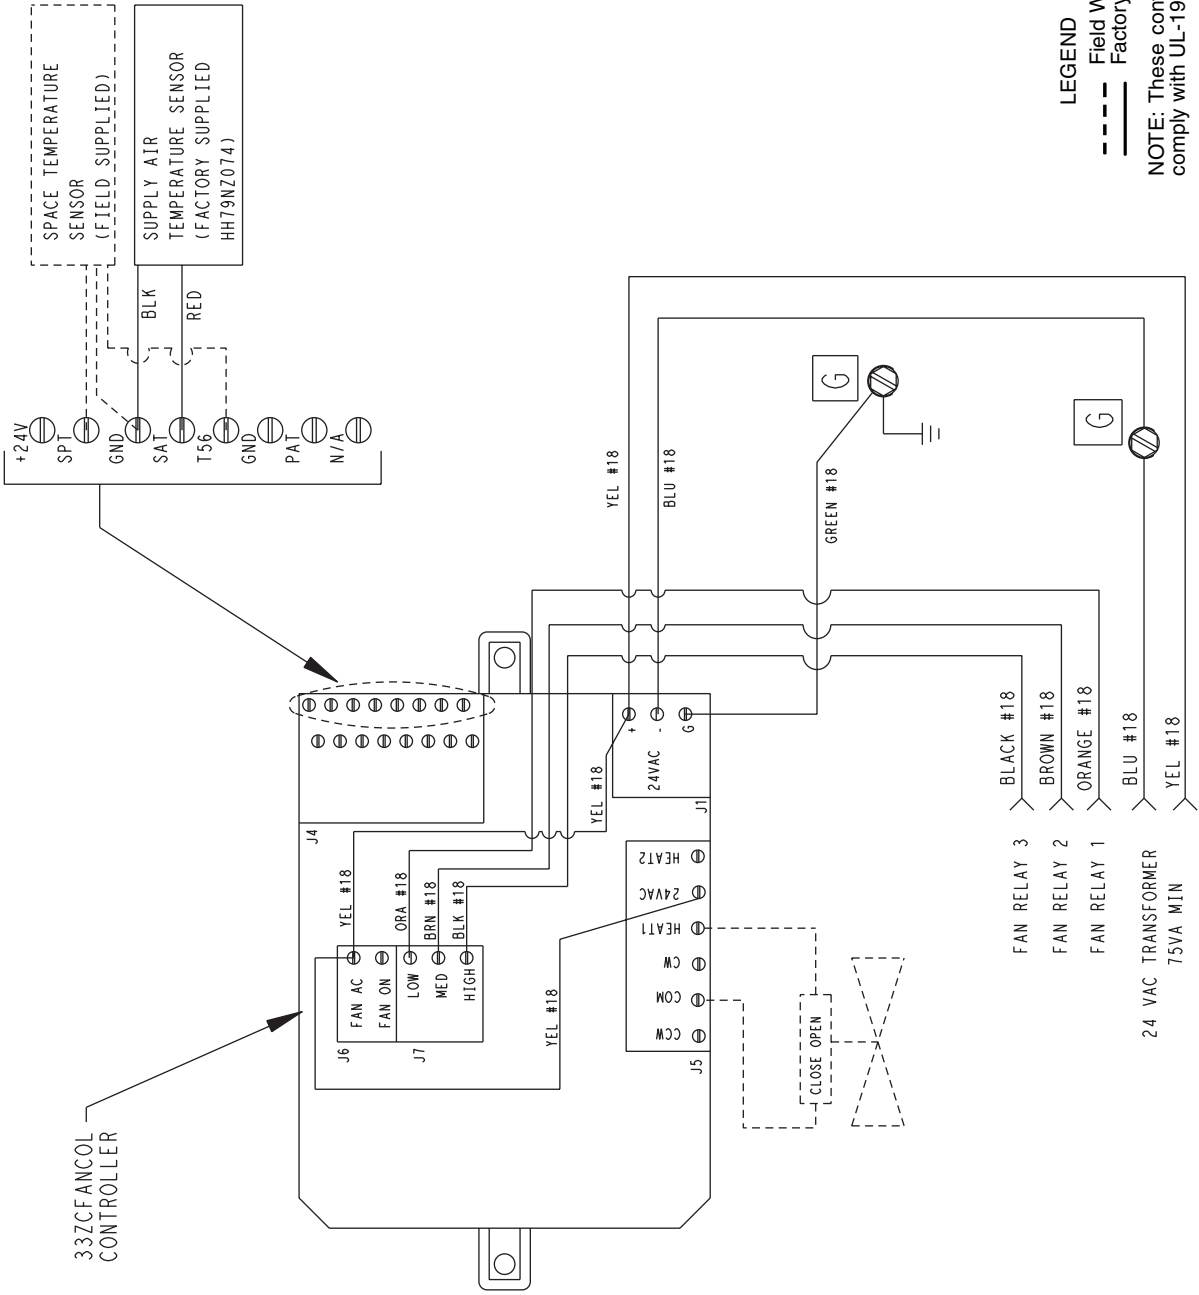 SPACE TEMPERATURE
SENSOR
(FIELD SUPPLIED)
SUPPLY AIR
TEMPERATURE SENSOR
(FACTORY SUPPLIED
HH79NZ074)
BLK
RED
+24V
SPT
GND
SAT
T56
GND
PAT
N/A
LEGEND
Field W
Factory
NOTE: These con
comply with UL-19
33ZCFANCOL
CONTROLLER
J4
J6
FAN AC
FAN ON
J7
LOW
MED
HIGH
YEL #18
ORA #18
BRN #18
BLK #18
YEL #18
YEL #18
J1
24VAC
+
-
G
J5
HEAT2
24VAC
HEAT1
CW
COM
CCW
CLOSE OPEN
YEL #18
BLU #18
GREEN #18
G
G
FAN RELAY 3
BLACK #18
FAN RELAY 2
BROWN #18
FAN RELAY 1
ORANGE #18
24 VAC TRANSFORMER
75VA MIN
BLU #18
YEL #18